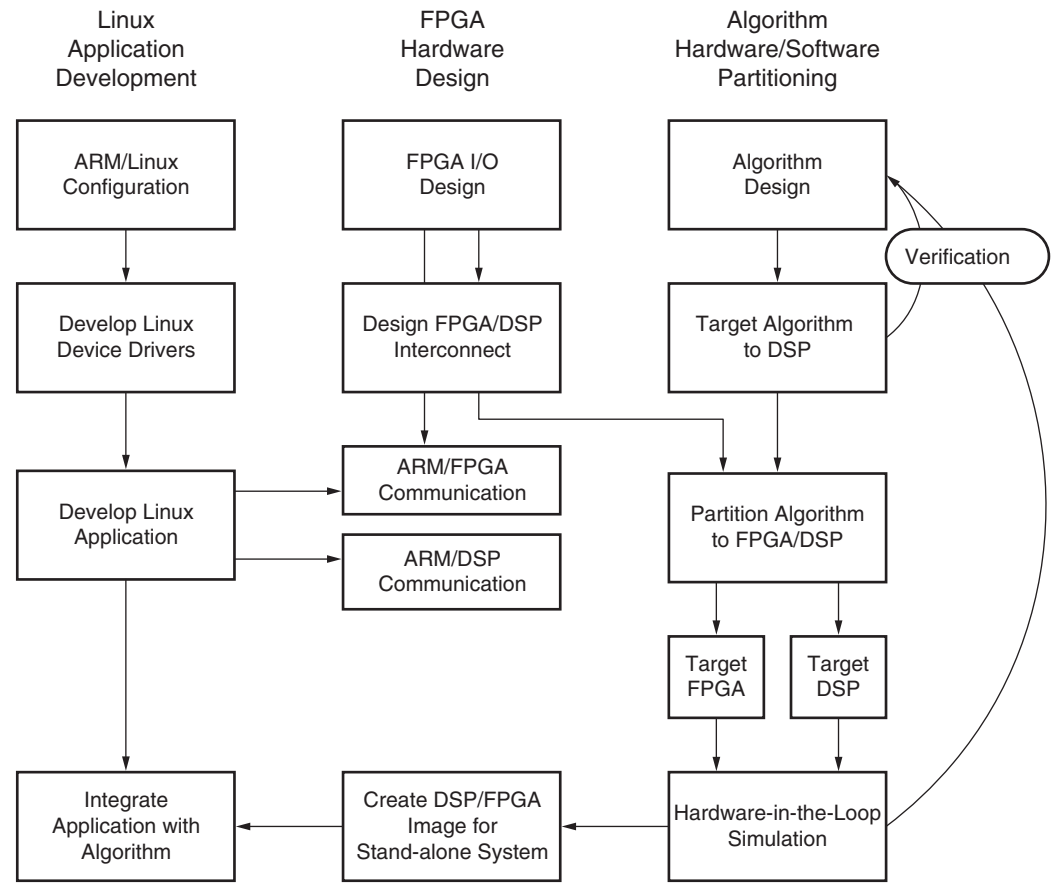 Linux
Application
Development
FPGA
Hardware
Design
Algorithm
Hardware/Software
Partitioning
ARM/Linux
Configuration
FPGA I/O
Design
Algorithm
Design
Verification
Develop Linux
Device Drivers
Design FPGA/DSP
Interconnect
Target Algorithm
to DSP
ARM/FPGA
Communication
Develop Linux
Application
Partition Algorithm
to FPGA/DSP
ARM/DSP
Communication
Target
FPGA
Target
DSP
Integrate
Application with
Algorithm
Create DSP/FPGA
Image for
Stand-alone System
Hardware-in-the-Loop
Simulation